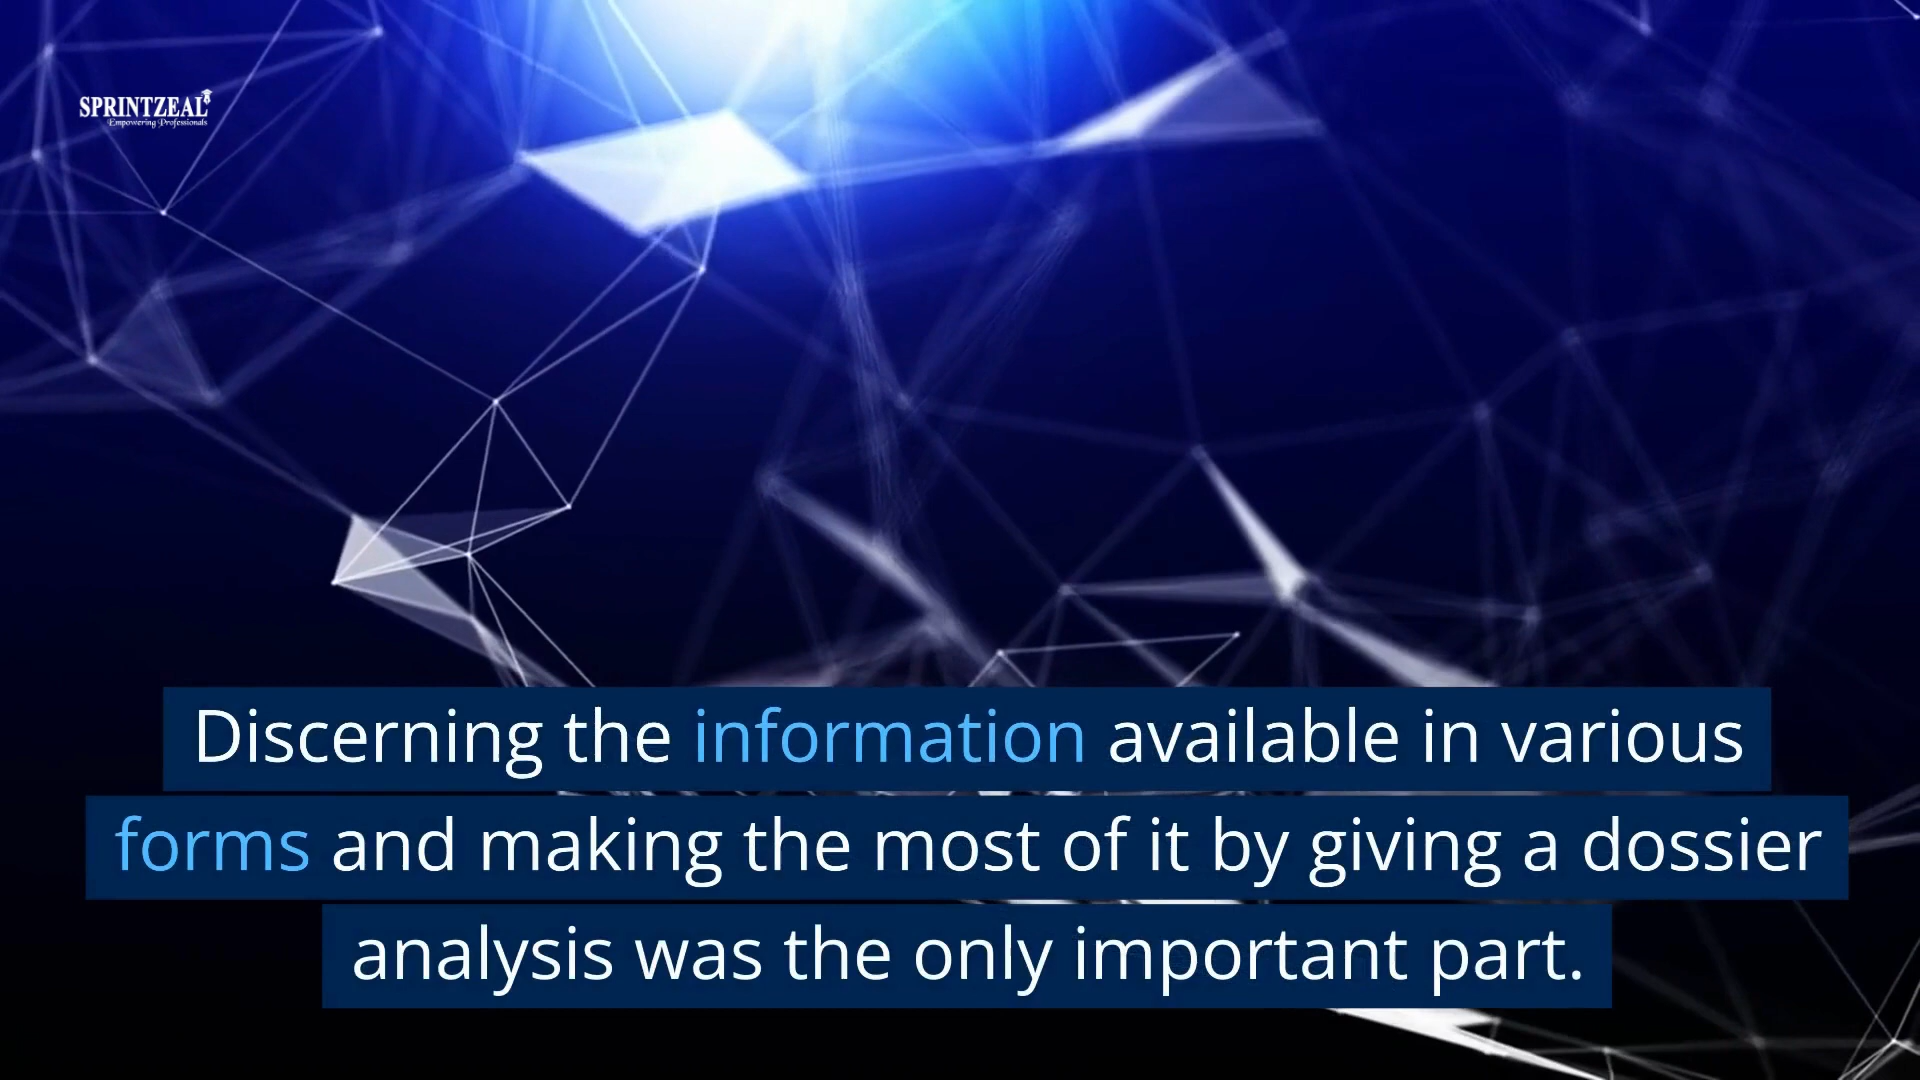 SPRINTZEAL
Empowering Professionals
Discerning the information available in various
forms and making the most of it by giving a dossier
analysis was the only important part.